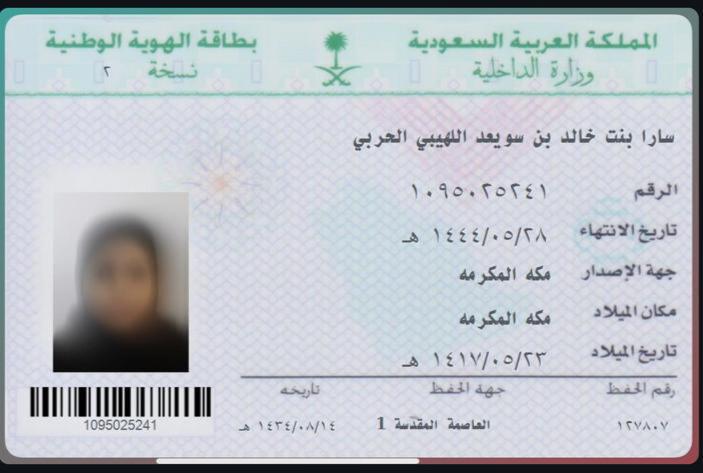 المملكة العربية السعودية
وزارة الداخلية
بطاقة الهوية الوطنية
نسخة ٢
سارا بنت خالد بن سويعد اللهيبي الحربي
الرقم ١٠٩٥٠٢٥٢٤١
تاريخ الانتهاء ١٤٤٤/٠٥/٢٨ هـ
جهة الإصدار مكه المكرمه
مكان الميلاد مكه المكرمه
تاريخ الميلاد ١٤١٧/٠٥/٢٣ هـ
رقم الحفظ جهة الحفظ تاريخه
١٢٧٨٠٧ العاصمة المقدسة 1 ١٤٣٤/٠٨/١٤ هـ
1095025241